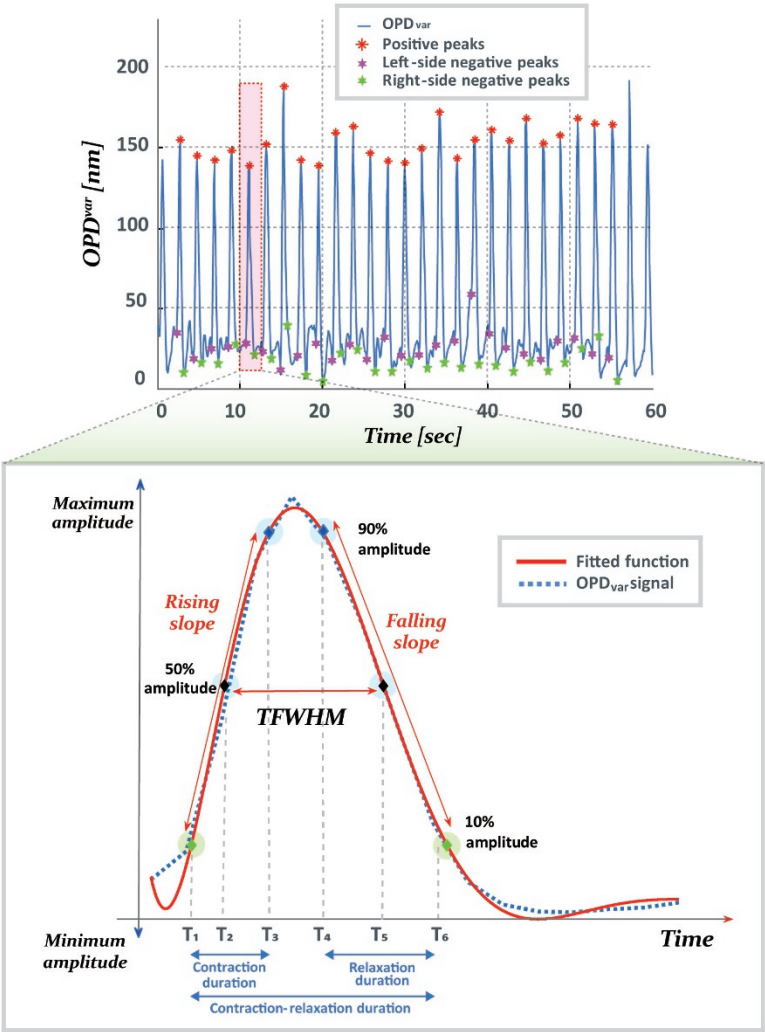 OPDvar
Positive peaks
Left-side negative peaks
Right-side negative peaks
200
150
100
50
0
OPDvar [nm]
0 10 20 30 40 50 60
Time [sec]
Maximum
amplitude
90%
amplitude
Fitted function
OPDvar signal
Rising
slope
Falling
slope
50%
amplitude
TFWHM
10%
amplitude
T₁ T₂ T₃ T₄ T₅ T₆
Minimum
amplitude
Time
Contraction
duration
Relaxation
duration
Contraction-relaxation duration